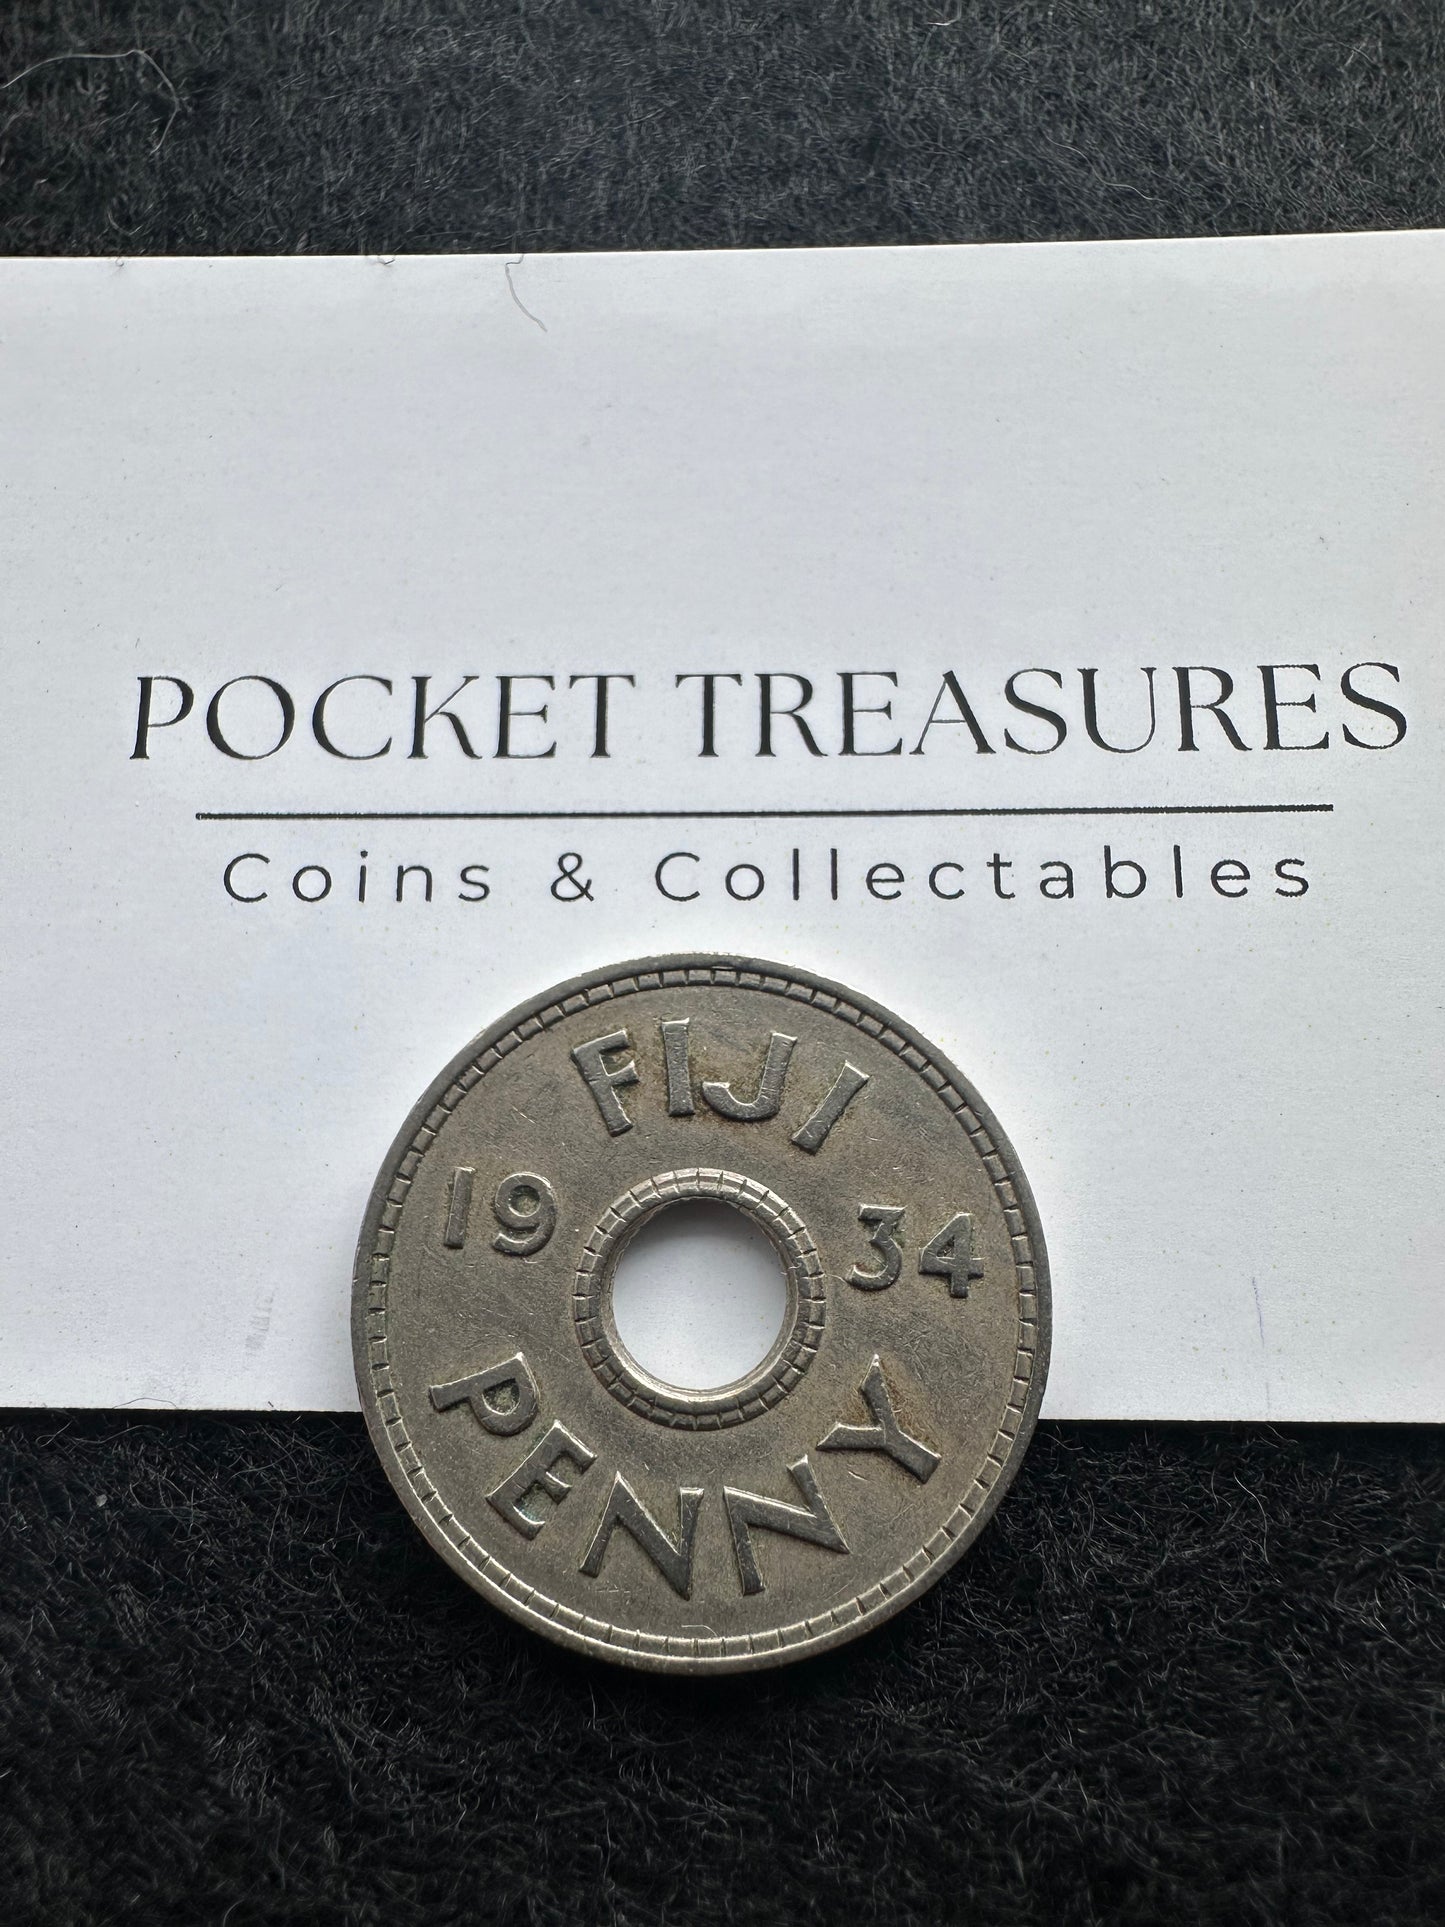 POCKET TREASURES
Coins & Collectables
FIJI
19 34
PENNY